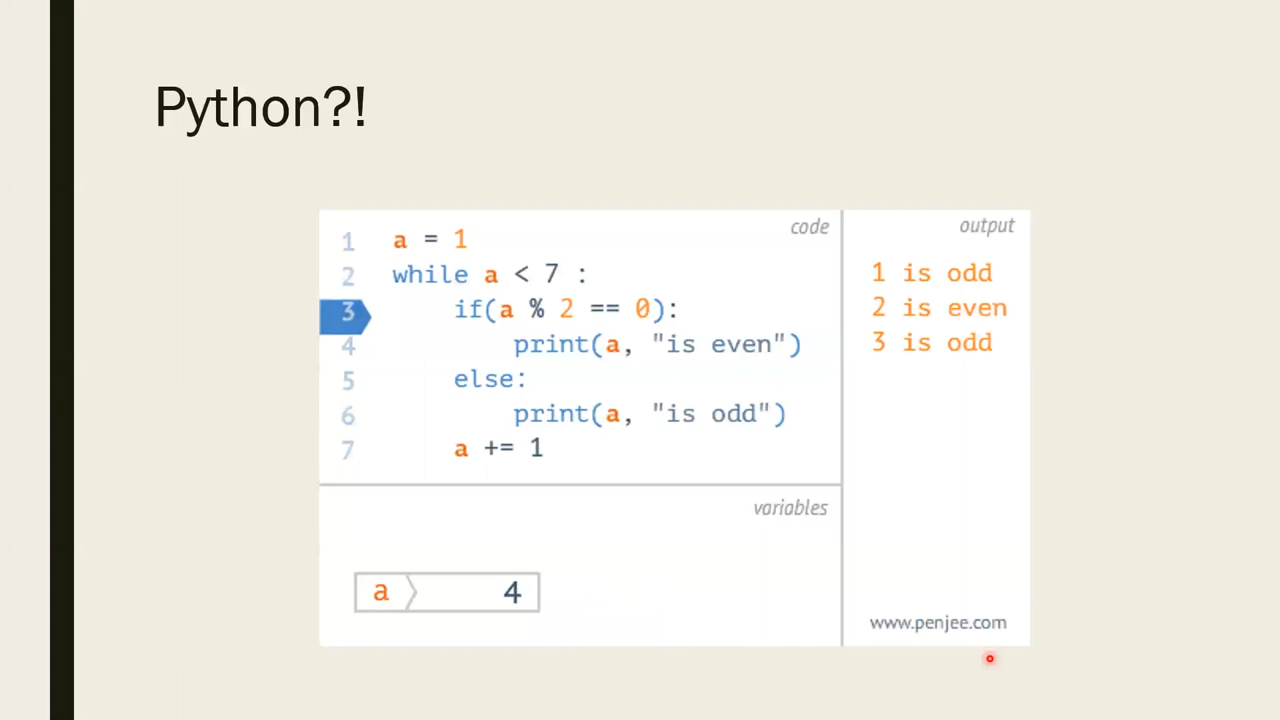 Python?!
code
1 a = 1
2 while a < 7 :
3 if(a % 2 == 0):
4 print(a, "is even")
5 else:
6 print(a, "is odd")
7 a += 1
variables
a 4
output
1 is odd
2 is even
3 is odd
www.penjee.com